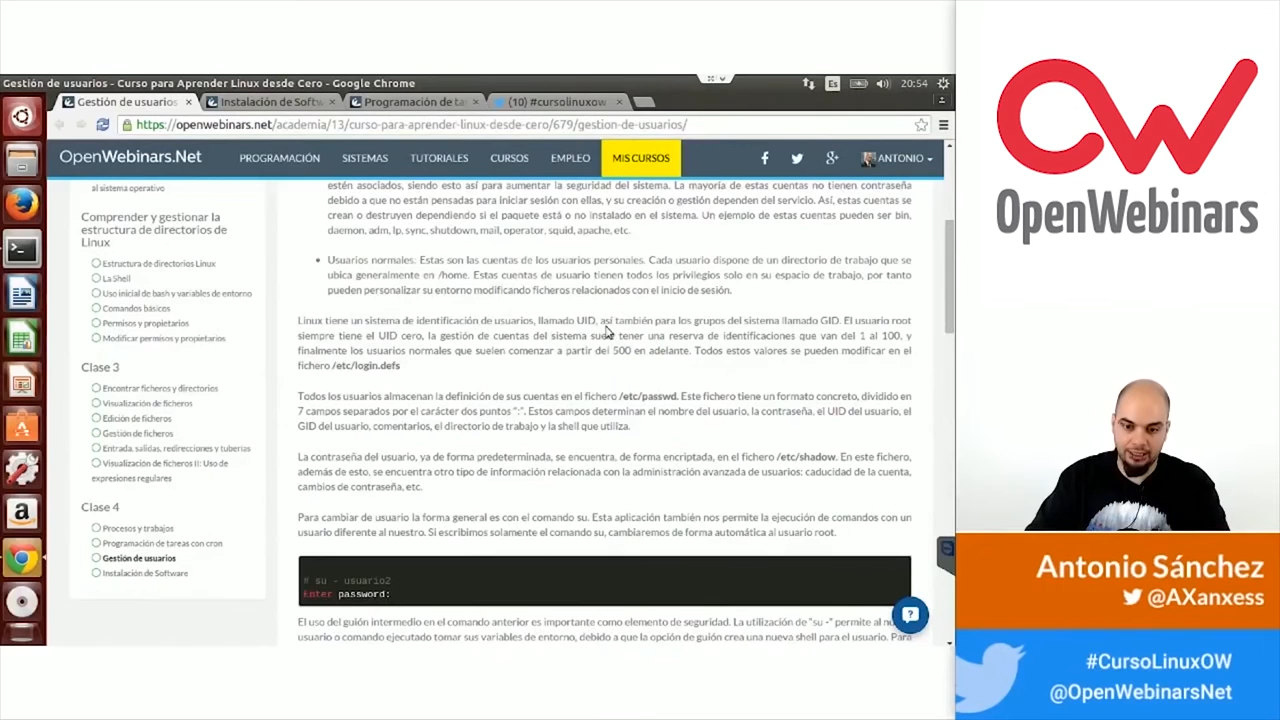 Gestión de usuarios - Curso para Aprender Linux desde Cero - Google Chrome
Es
20:54
Gestión de usuarios
Instalación de Softw
Programación de ta
(10) #cursolinuxow
https://openwebinars.net/academia/13/curso-para-aprender-linux-desde-cero/679/gestion-de-usuarios/
OPENWEBINARS.NET
PROGRAMACIÓN
SISTEMAS
TUTORIALES
CURSOS
EMPLEO
MIS CURSOS
ANTONIO
al sistema operativo
Comprender y gestionar la
estructura de directorios de
Linux
Estructura de directorios Linux
La Shell
Uso inicial de bash y variables de entorno
Comandos básicos
Permisos y propietarios
Modificar permisos y propietarios
Clase 3
Encontrar ficheros y directorios
Visualización de ficheros
Edición de ficheros
Gestión de ficheros
Entrada, salidas, redirecciones y tuberias
Visualización de ficheros II: Uso de
expresiones regulares
Clase 4
Procesos y trabajos
Programación de tareas con cron
Gestión de usuarios
Instalación de Software
estén asociados, siendo esto así para aumentar la seguridad del sistema. La mayoría de estas cuentas no tienen contraseña
debido a que no están pensadas para iniciar sesión con ellas, y su creación o gestión dependen del servicio. Así, estas cuentas se
crean o destruyen dependiendo si el paquete está o no instalado en el sistema. Un ejemplo de estas cuentas pueden ser bin,
daemon, adm, lp, sync, shutdown, mail, operator, squid, apache, etc.
Usuarios normales: Estas son las cuentas de los usuarios personales. Cada usuario dispone de un directorio de trabajo que se
ubica generalmente en /home. Estas cuentas de usuario tienen todos los privilegios solo en su espacio de trabajo, por tanto
pueden personalizar su entorno modificando ficheros relacionados con el inicio de sesión.
Linux tiene un sistema de identificación de usuarios, llamado UID, así también para los grupos del sistema llamado GID. El usuario root
siempre tiene el UID cero, la gestión de cuentas del sistema suele tener una reserva de identificaciones que van del 1 al 100, y
finalmente los usuarios normales que suelen comenzar a partir del 500 en adelante. Todos estos valores se pueden modificar en el
fichero /etc/login.defs
Todos los usuarios almacenan la definición de sus cuentas en el fichero /etc/passwd. Este fichero tiene un formato concreto, dividido en
7 campos separados por el carácter dos puntos ":". Estos campos determinan el nombre del usuario, la contraseña, el UID del usuario, el
GID del usuario, comentarios, el directorio de trabajo y la shell que utiliza.
La contraseña del usuario, ya de forma predeterminada, se encuentra, de forma encriptada, en el fichero /etc/shadow. En este fichero,
además de esto, se encuentra otro tipo de información relacionada con la administración avanzada de usuarios: caducidad de la cuenta,
cambios de contraseña, etc.
Para cambiar de usuario la forma general es con el comando su. Esta aplicación también nos permite la ejecución de comandos con un
usuario diferente al nuestro. Si escribimos solamente el comando su, cambiaremos de forma automática al usuario root.
# su - usuario2
Enter password:
El uso del guión intermedio en el comando anterior es importante como elemento de seguridad. La utilización de "su -" permite al
usuario o comando ejecutado tomar sus variables de entorno, debido a que la opción de guión crea una nueva shell para el usuario. Para
OpenWebinars
Antonio Sánchez
@AXanxess
#CursoLinuxOW
@OpenWebinarsNet